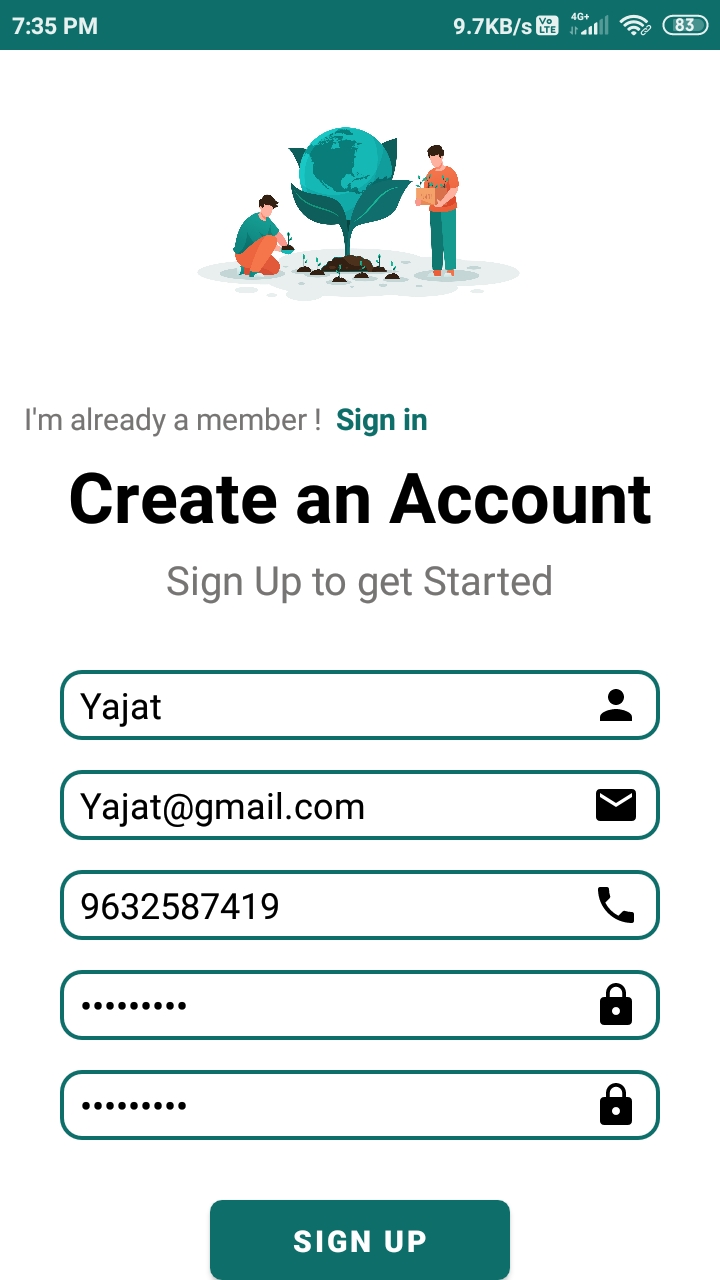 7:35 PM 9.7KB/s Vo LTE 4G+ 83
I'm already a member ! Sign in
Create an Account
Sign Up to get Started
Yajat
Yajat@gmail.com
9632587419
•••••••••
•••••••••
SIGN UP